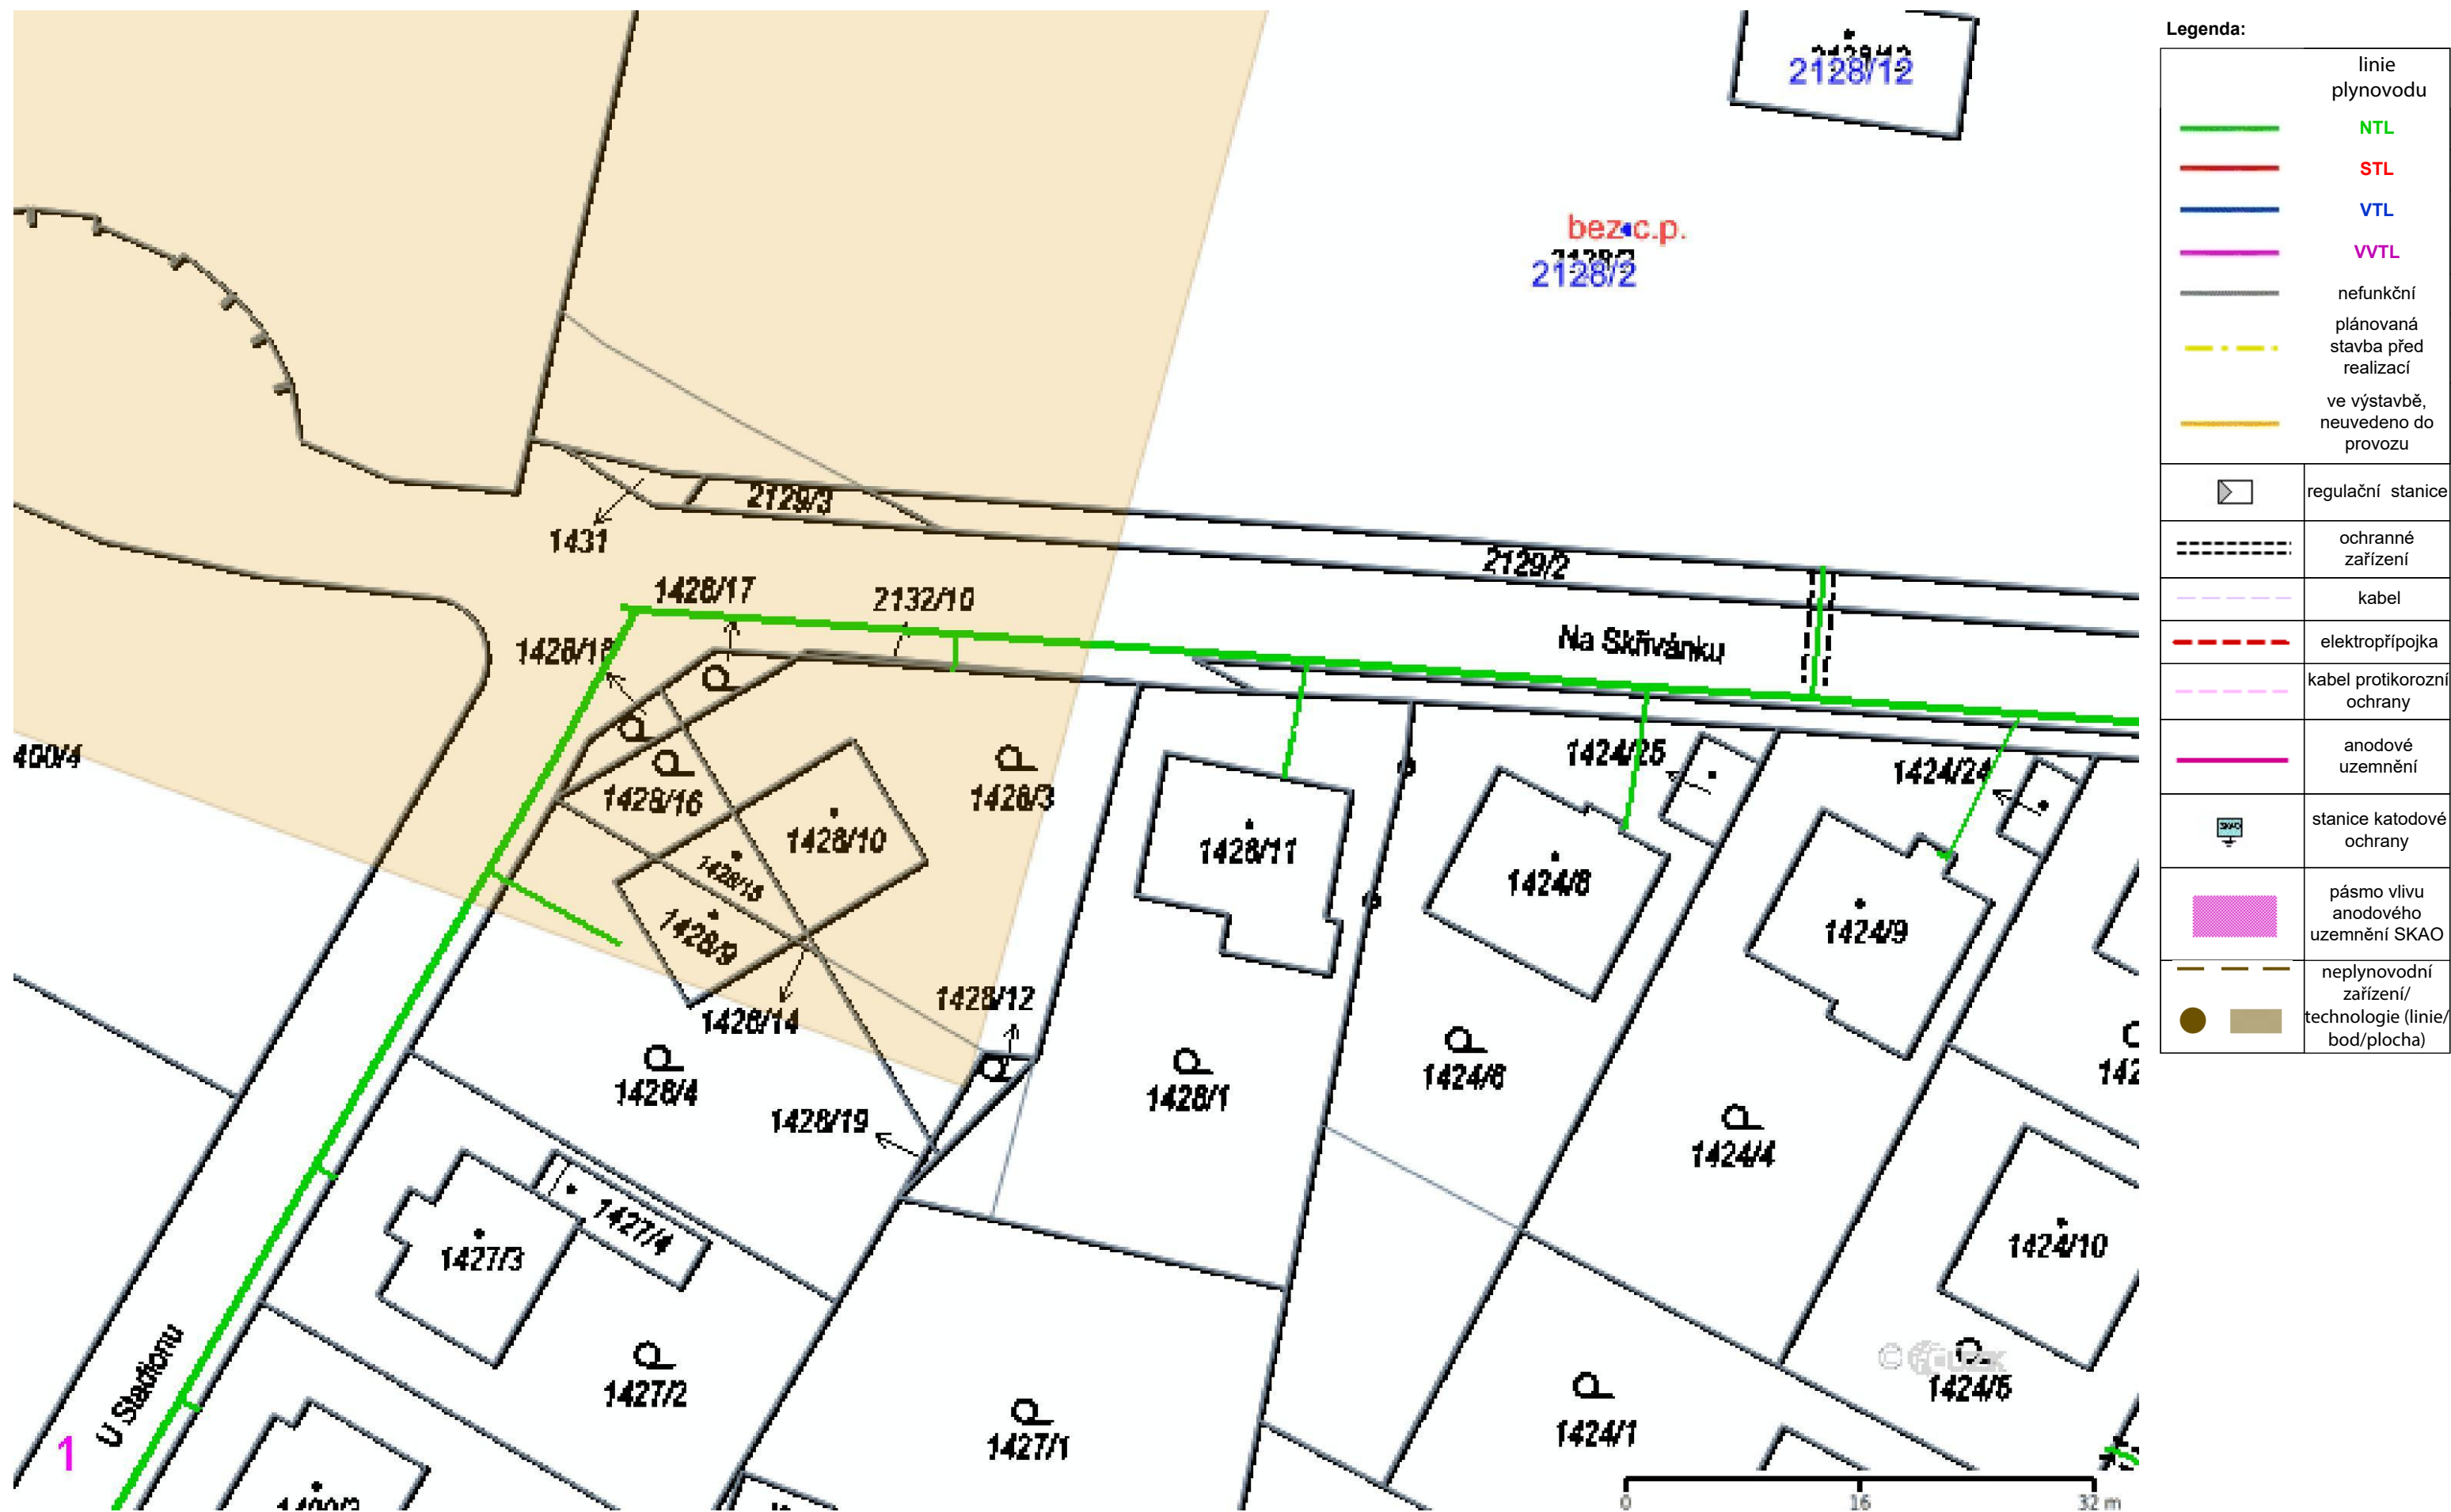 2128/12
bez c.p.
2128/2
2129/3
1431
2129/2
1428/17
2132/10
Na Skřivánku
400/4
1428/16
1428/3
1428/10
1428/9
1428/11
1424/25
1424/24
1424/8
1424/9
1428/14
1428/12
1428/4
1428/1
1424/6
1424/4
1428/19
1427/3
1427/4
1424/10
U Stadionu
1427/2
1427/1
1424/1
1424/5
1
0 16 32 m
Legenda:
linie
plynovodu
NTL
STL
VTL
VVTL
nefunkční
plánovaná
stavba před
realizací
ve výstavbě,
neuvedeno do
provozu
regulační stanice
ochranné
zařízení
kabel
elektropřípojka
kabel protikorozní
ochrany
anodové
uzemnění
SKAO
stanice katodové
ochrany
pásmo vlivu
anodového
uzemnění SKAO
neplynovodní
zařízení/
technologie (linie/
bod/plocha)